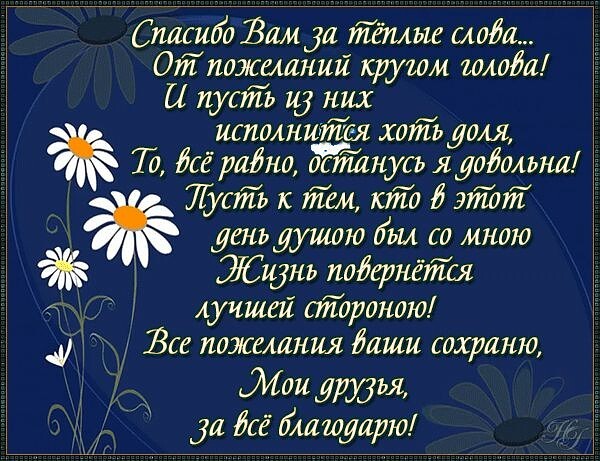 Спасибо Вам за тёплые слова...
От пожеланий кругом голова!
И пусть из них
исполнится хоть доля,
То, всё равно, останусь я довольна!
Пусть к тем, кто в этот
день душою был со мною
Жизнь повернётся
лучшей стороною!
Все пожелания ваши сохраню,
Мои друзья,
за всё благодарю!